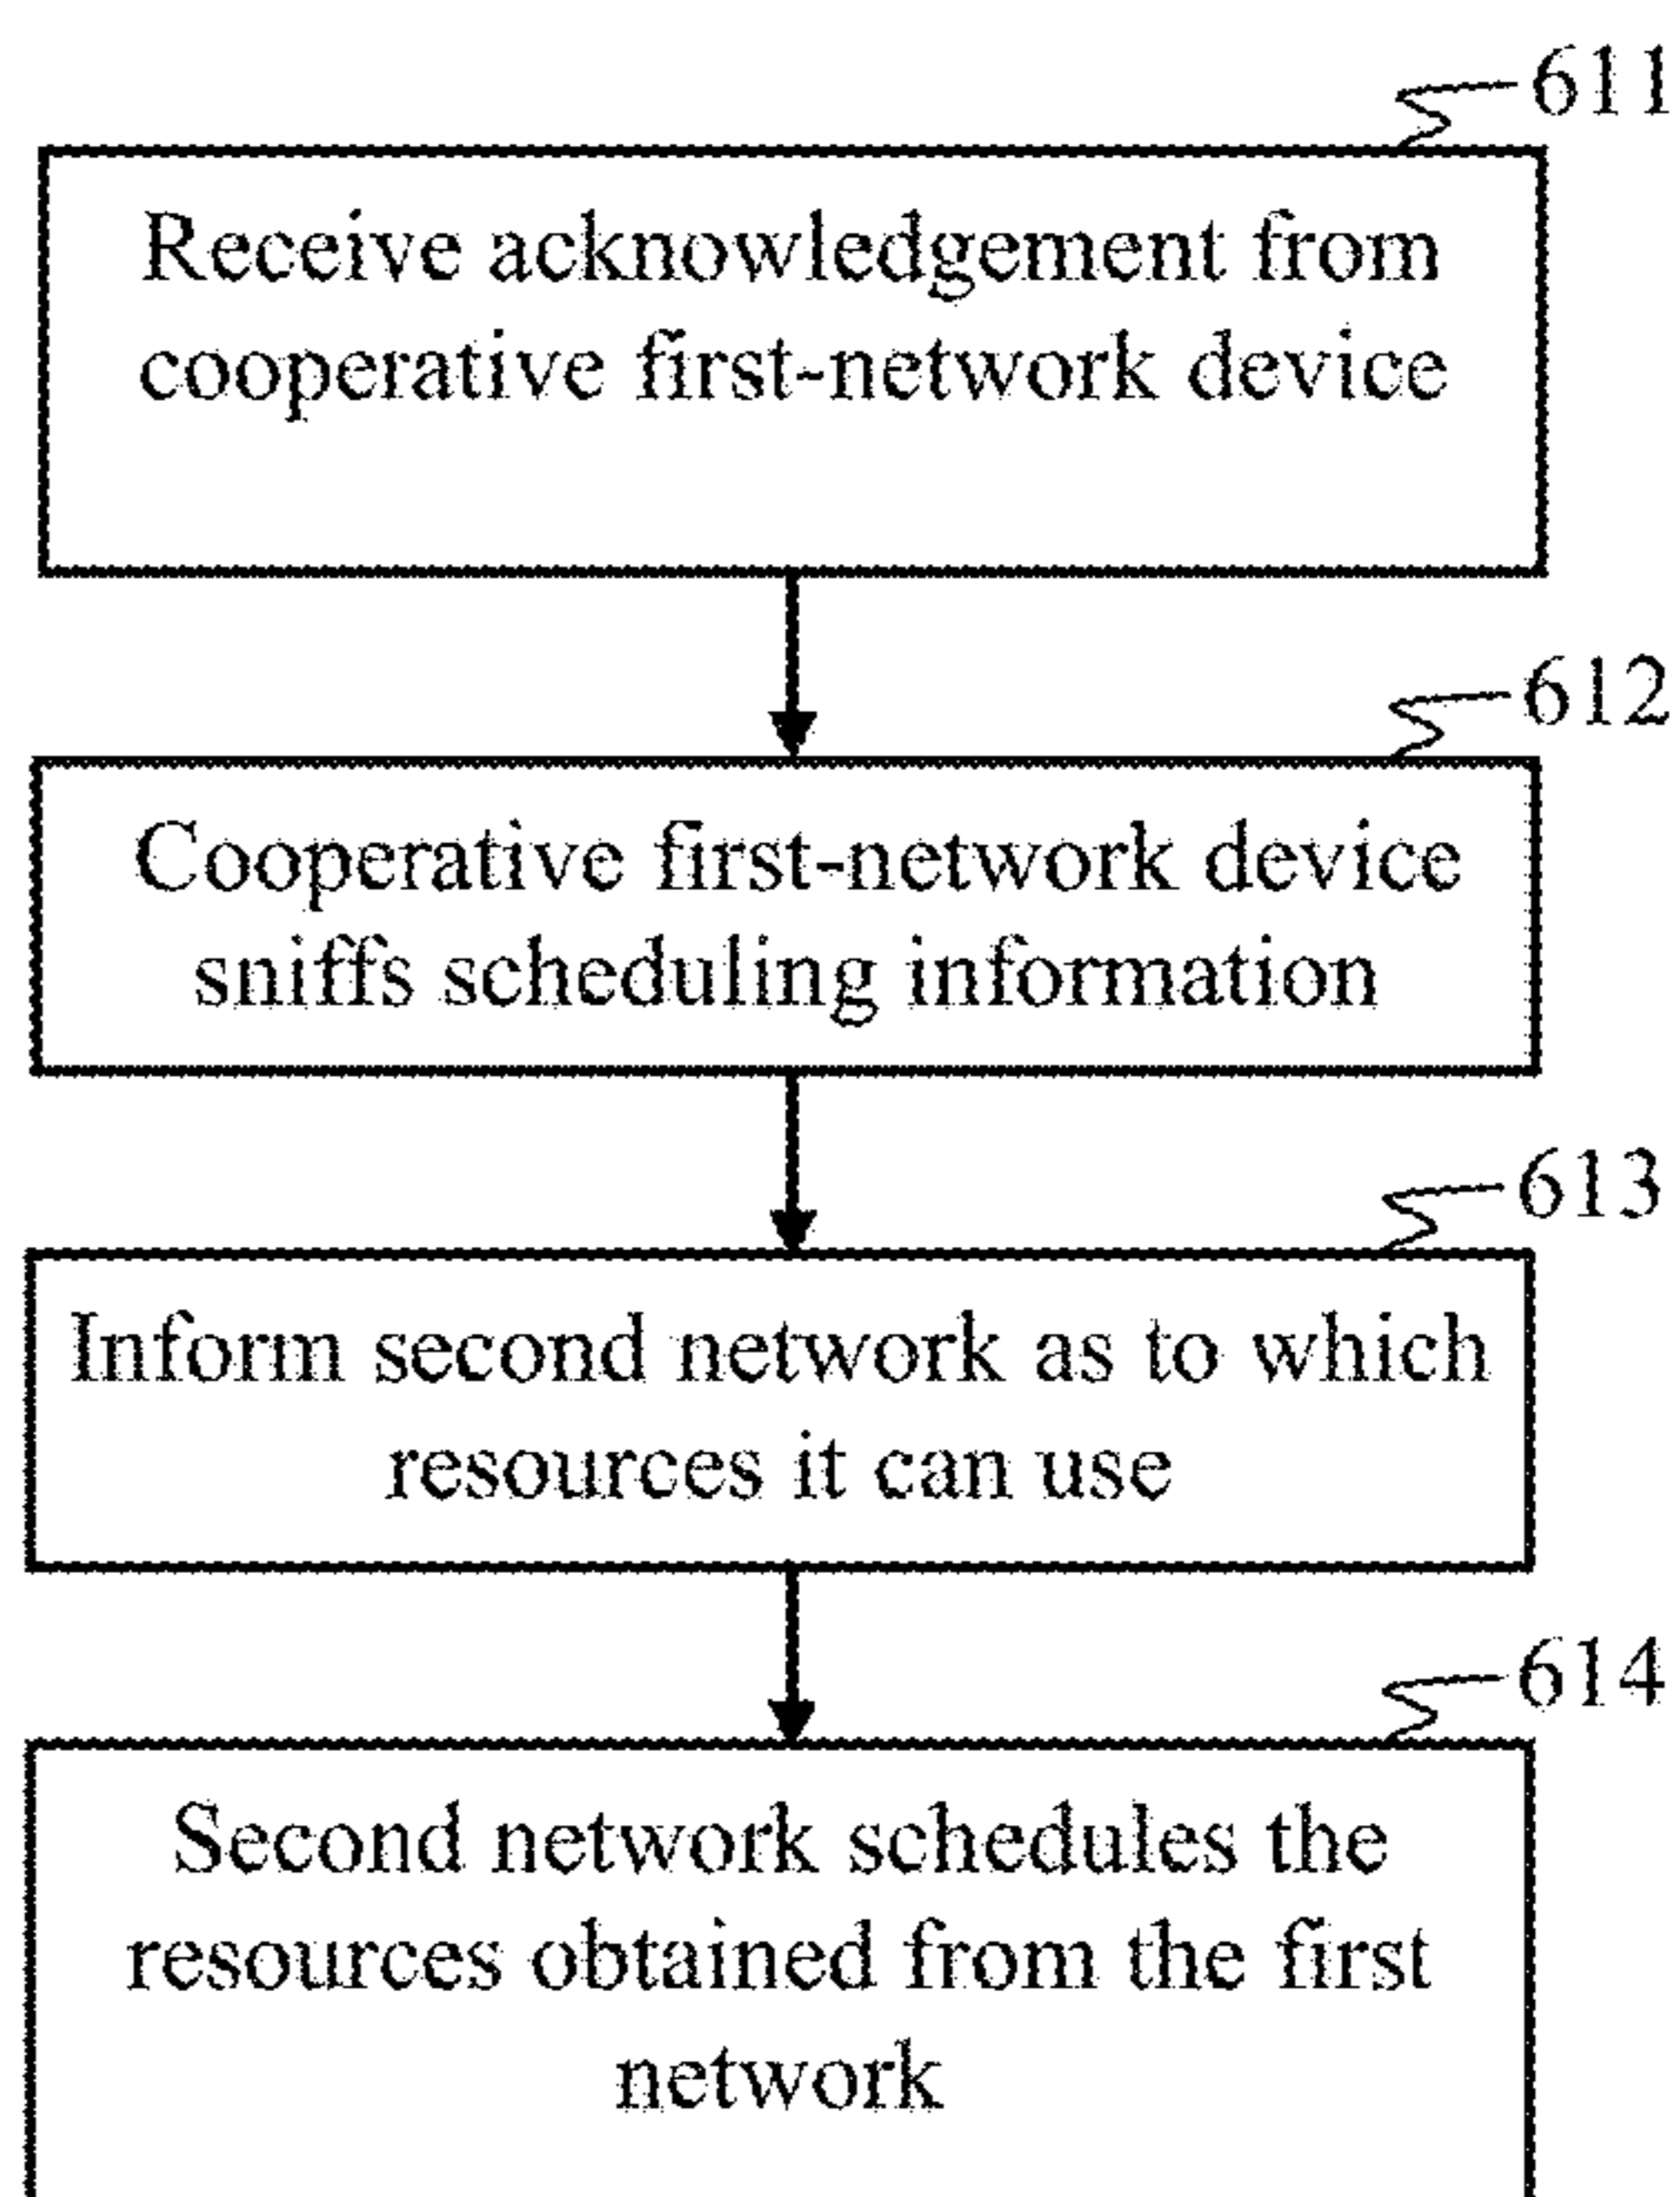 611
Receive acknowledgement from
cooperative first-network device
612
Cooperative first-network device
sniffs scheduling information
613
Inform second network as to which
resources it can use
614
Second network schedules the
resources obtained from the first
network